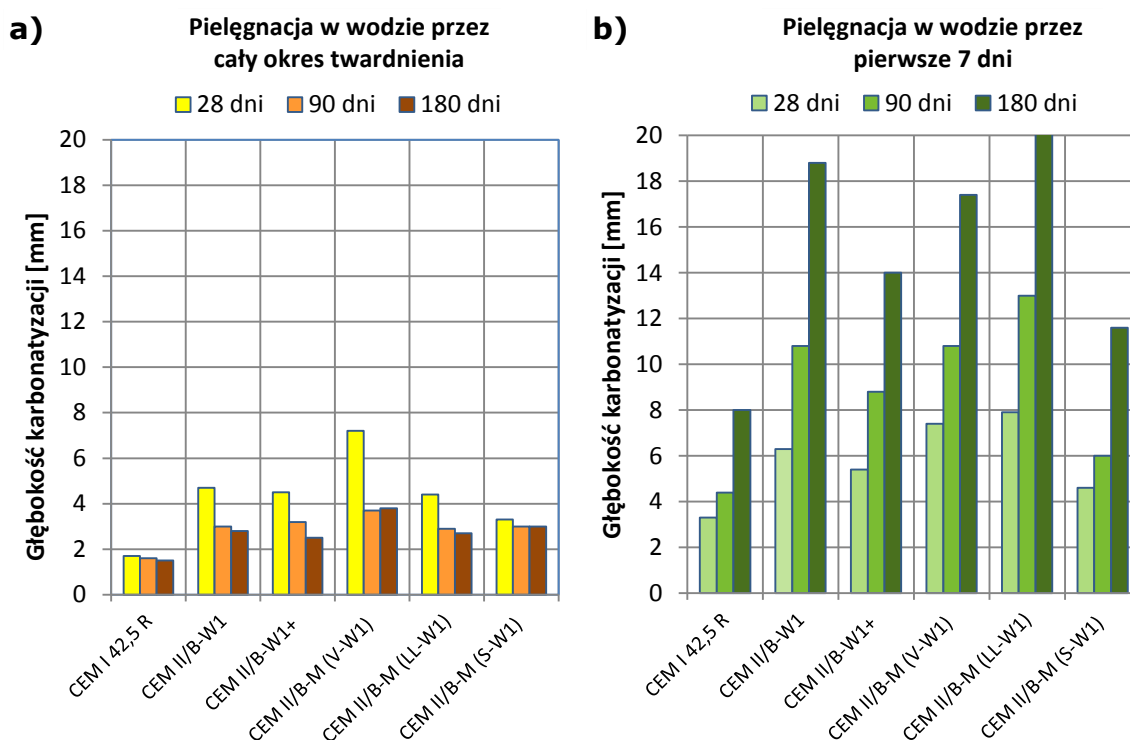 a)
Pielęgnacja w wodzie przez
cały okres twardnienia
28 dni 90 dni 180 dni
Głębokość karbonatyzacji [mm]
20
18
16
14
12
10
8
6
4
2
0
CEM I 42,5 R
CEM II/B-W1
CEM II/B-W1+
CEM II/B-M (V-W1)
CEM II/B-M (LL-W1)
CEM II/B-M (S-W1)
b)
Pielęgnacja w wodzie przez
pierwsze 7 dni
28 dni 90 dni 180 dni
Głębokość karbonatyzacji [mm]
20
18
16
14
12
10
8
6
4
2
0
CEM I 42,5 R
CEM II/B-W1
CEM II/B-W1+
CEM II/B-M (V-W1)
CEM II/B-M (LL-W1)
CEM II/B-M (S-W1)